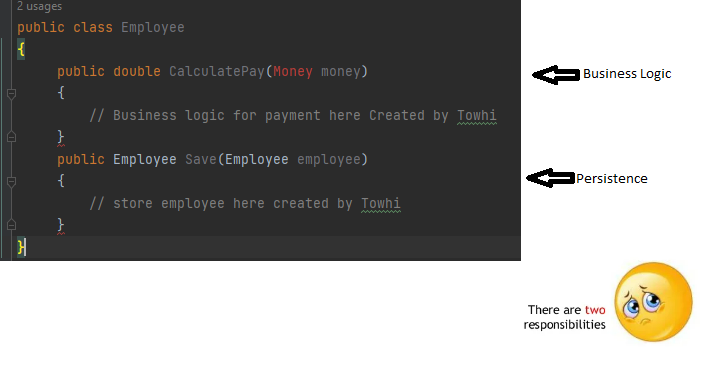 2 usages
public class Employee
{
public double CalculatePay(Money money)
{
// Business logic for payment here Created by Towhi
}
public Employee Save(Employee employee)
{
// store employee here created by Towhi
}
}
Business Logic
Persistence
There are two
responsibilities